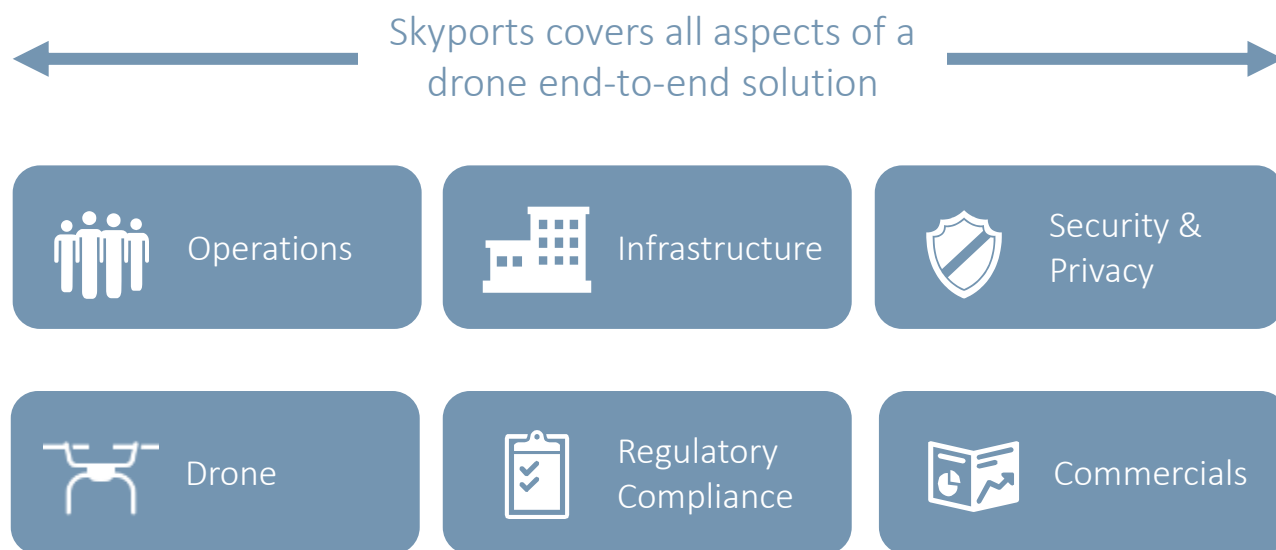 Skyports covers all aspects of a
drone end-to-end solution
Operations
Infrastructure
Security &
Privacy
Drone
Regulatory
Compliance
Commercials